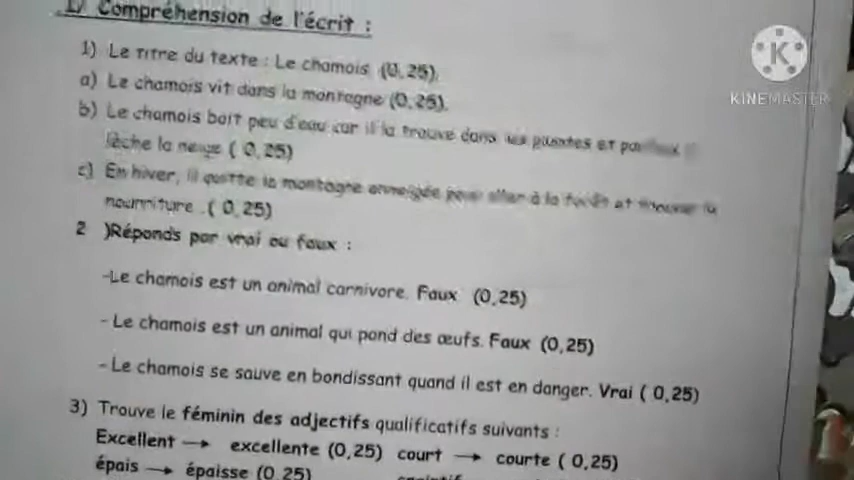 1/ Compréhension de l'écrit :
1) Le titre du texte : Le chamois (0,25).
a) Le chamois vit dans la montagne (0,25).
b) Le chamois boit peu d'eau car il la trouve dans les plantes et parfois il
lèche la neige ( 0,25)
c) En hiver, il quitte la montagne enneigée pour aller à la forêt et trouver la
nourriture .( 0,25)
2 )Réponds par vrai ou faux :
-Le chamois est un animal carnivore. Faux (0,25)
- Le chamois est un animal qui pond des œufs. Faux (0,25)
- Le chamois se sauve en bondissant quand il est en danger. Vrai ( 0,25)
3) Trouve le féminin des adjectifs qualificatifs suivants :
Excellent → excellente (0,25) court → courte ( 0,25)
épais → épaisse (0,25)
KINEMASTER